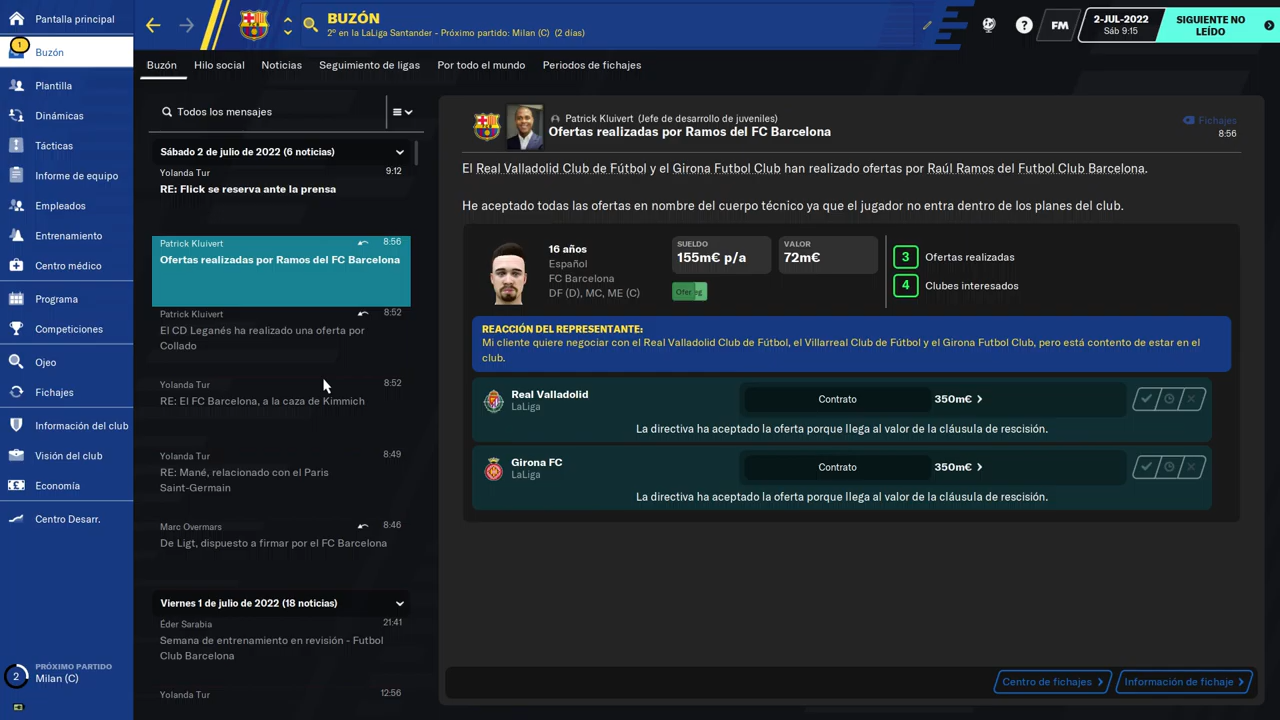 Pantalla principal
1
Buzón
Plantilla
Dinámicas
Tácticas
Informe de equipo
Empleados
Entrenamiento
Centro médico
Programa
Competiciones
Ojeo
Fichajes
Información del club
Visión del club
Economía
Centro Desarr.
2
PRÓXIMO PARTIDO
Milan (C)
BUZÓN
2º en la LaLiga Santander - Próximo partido: Milan (C) (2 días)
?
FM
2-JUL-2022
Sáb 9:15
SIGUIENTE NO
LEÍDO
Buzón
Hilo social
Noticias
Seguimiento de ligas
Por todo el mundo
Periodos de fichajes
Todos los mensajes
Sábado 2 de julio de 2022 (6 noticias)
Yolanda Tur 9:12
RE: Flick se reserva ante la prensa
Patrick Kluivert 8:56
Ofertas realizadas por Ramos del FC Barcelona
Patrick Kluivert 8:52
El CD Leganés ha realizado una oferta por
Collado
Yolanda Tur 8:52
RE: El FC Barcelona, a la caza de Kimmich
Yolanda Tur 8:49
RE: Mané, relacionado con el Paris
Saint-Germain
Marc Overmars 8:46
De Ligt, dispuesto a firmar por el FC Barcelona
Viernes 1 de julio de 2022 (18 noticias)
Éder Sarabia 21:41
Semana de entrenamiento en revisión - Futbol
Club Barcelona
Yolanda Tur 12:56
Patrick Kluivert (Jefe de desarrollo de juveniles)
Ofertas realizadas por Ramos del FC Barcelona
Fichajes
8:56
El Real Valladolid Club de Fútbol y el Girona Futbol Club han realizado ofertas por Raúl Ramos del Futbol Club Barcelona.
He aceptado todas las ofertas en nombre del cuerpo técnico ya que el jugador no entra dentro de los planes del club.
16 años
Español
FC Barcelona
DF (D), MC, ME (C)
SUELDO
155m€ p/a
VALOR
72m€
3 Ofertas realizadas
4 Clubes interesados
REACCIÓN DEL REPRESENTANTE:
Mi cliente quiere negociar con el Real Valladolid Club de Fútbol, el Villarreal Club de Fútbol y el Girona Futbol Club, pero está contento de estar en el
club.
Real Valladolid
LaLiga
Contrato 350m€
La directiva ha aceptado la oferta porque llega al valor de la cláusula de rescisión.
Girona FC
LaLiga
Contrato 350m€
La directiva ha aceptado la oferta porque llega al valor de la cláusula de rescisión.
Centro de fichajes
Información de fichaje